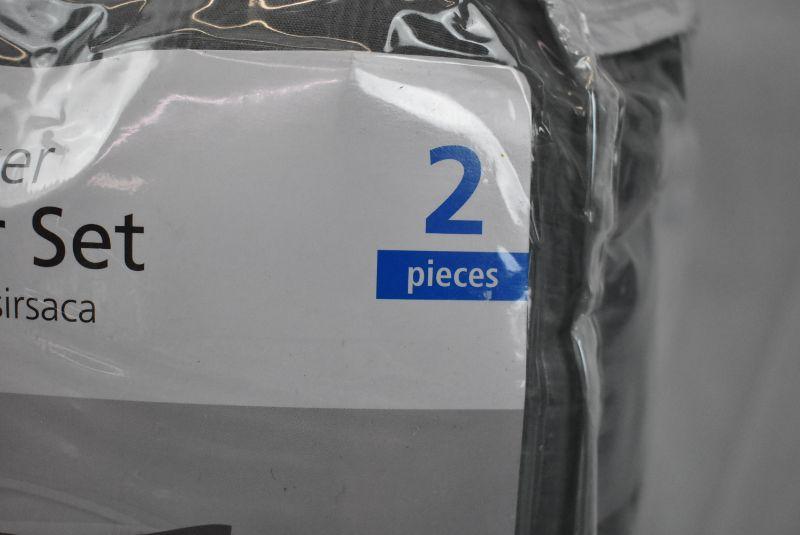 er
r Set
sirsaca
2
pieces